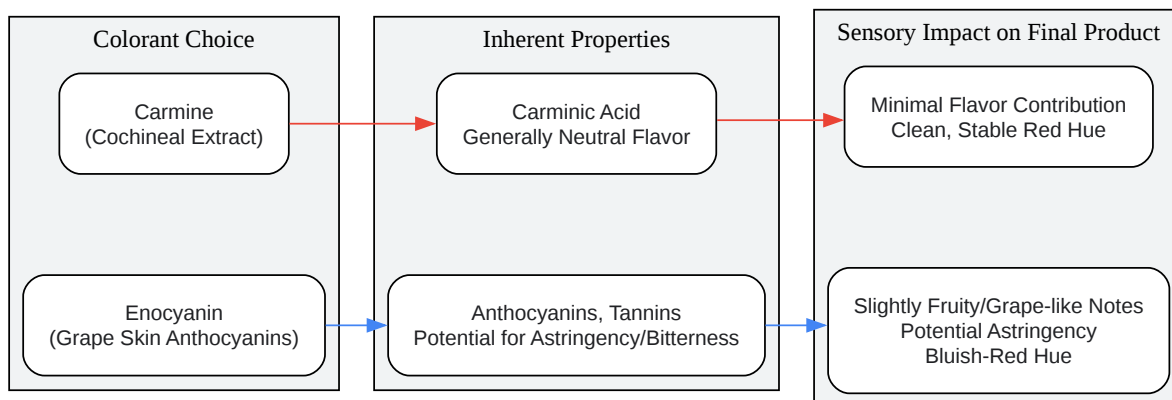 Colorant Choice
Carmine
(Cochineal Extract)
Enocyanin
(Grape Skin Anthocyanins)
Inherent Properties
Carminic Acid
Generally Neutral Flavor
Anthocyanins, Tannins
Potential for Astringency/Bitterness
Sensory Impact on Final Product
Minimal Flavor Contribution
Clean, Stable Red Hue
Slightly Fruity/Grape-like Notes
Potential Astringency
Bluish-Red Hue